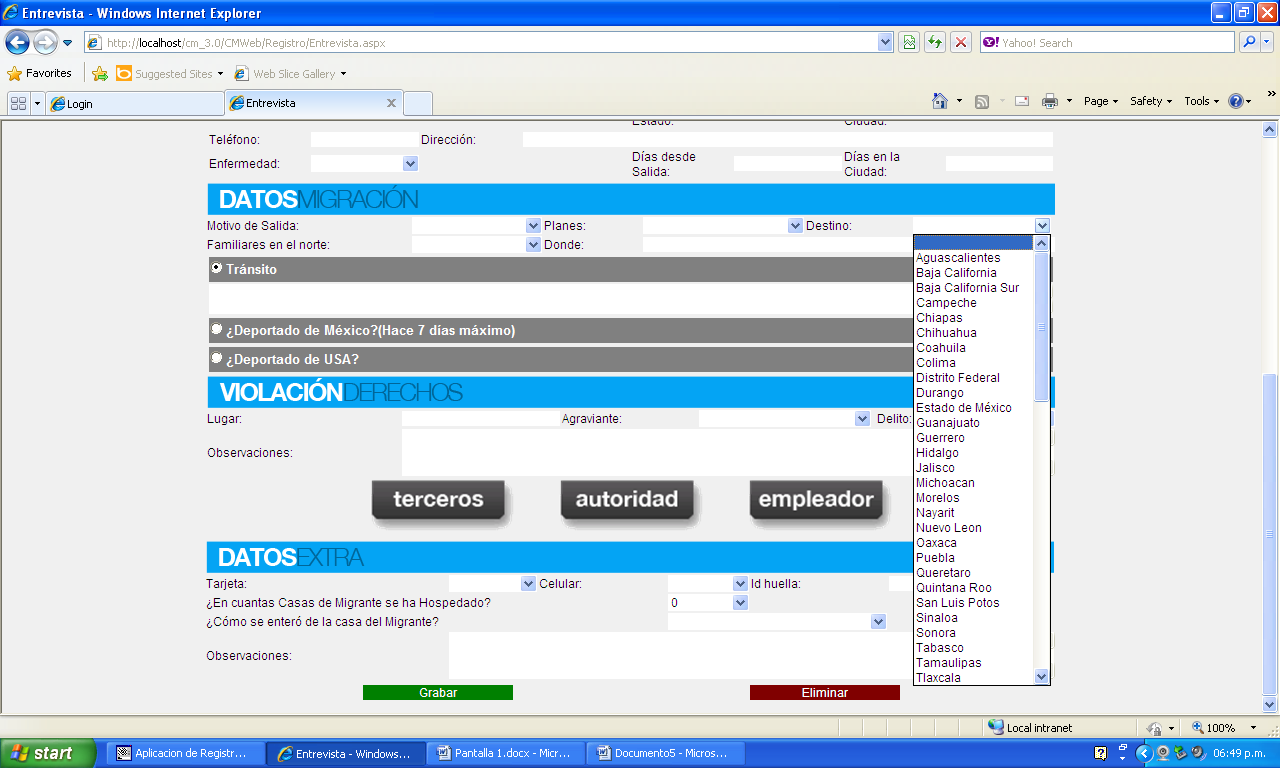 Entrevista - Windows Internet Explorer
http://localhost/cm_3.0/CMWeb/Registro/Entrevista.aspx
Yahoo! Search
Favorites
Suggested Sites
Web Slice Gallery
Login
Entrevista
Page
Safety
Tools
Estado:
Ciudad:
Teléfono:
Dirección:
Enfermedad:
Días desde Salida:
Días en la Ciudad:
DATOSMIGRACIÓN
Motivo de Salida:
Planes:
Destino:
Familiares en el norte:
Donde:
Tránsito
¿Deportado de México?(Hace 7 días máximo)
¿Deportado de USA?
Aguascalientes
Baja California
Baja California Sur
Campeche
Chiapas
Chihuahua
Coahuila
Colima
Distrito Federal
Durango
Estado de México
Guanajuato
Guerrero
Hidalgo
Jalisco
Michoacan
Morelos
Nayarit
Nuevo Leon
Oaxaca
Puebla
Queretaro
Quintana Roo
San Luis Potos
Sinaloa
Sonora
Tabasco
Tamaulipas
Tlaxcala
VIOLACIÓNDERECHOS
Lugar:
Agraviante:
Delito:
Observaciones:
terceros
autoridad
empleador
DATOSEXTRA
Tarjeta:
Celular:
Id huella:
¿En cuantas Casas de Migrante se ha Hospedado?
0
¿Cómo se enteró de la casa del Migrante?
Observaciones:
Grabar
Eliminar
Local intranet
100%
start
Aplicacion de Registr...
Entrevista - Windows...
Pantalla 1.docx - Micr...
Documento5 - Micros...
06:49 p.m.